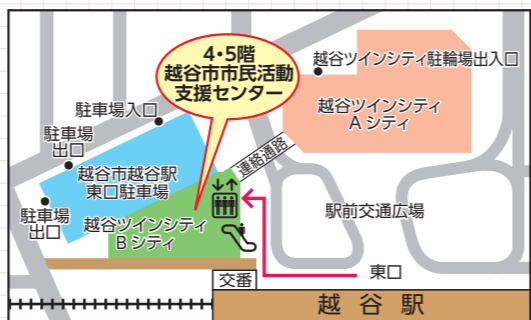 4・5階
越谷市市民活動
支援センター
越谷ツインシティ駐輪場出入口
越谷ツインシティ
Aシティ
駐車場入口
駐車場
出口
越谷市越谷駅
東口駐車場
連絡通路
駐車場
出口
越谷ツインシティ
Bシティ
駅前交通広場
東口
交番
越谷駅